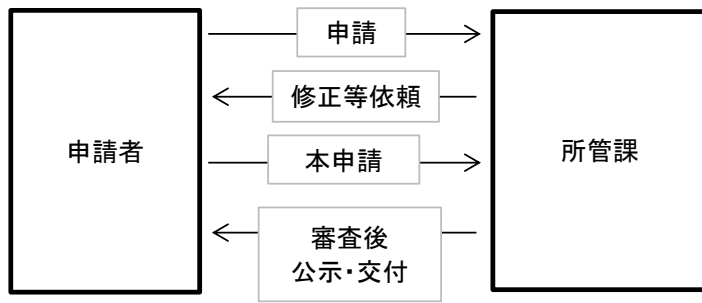 申請
修正等依頼
申請者
本申請
所管課
審査後
公示・交付